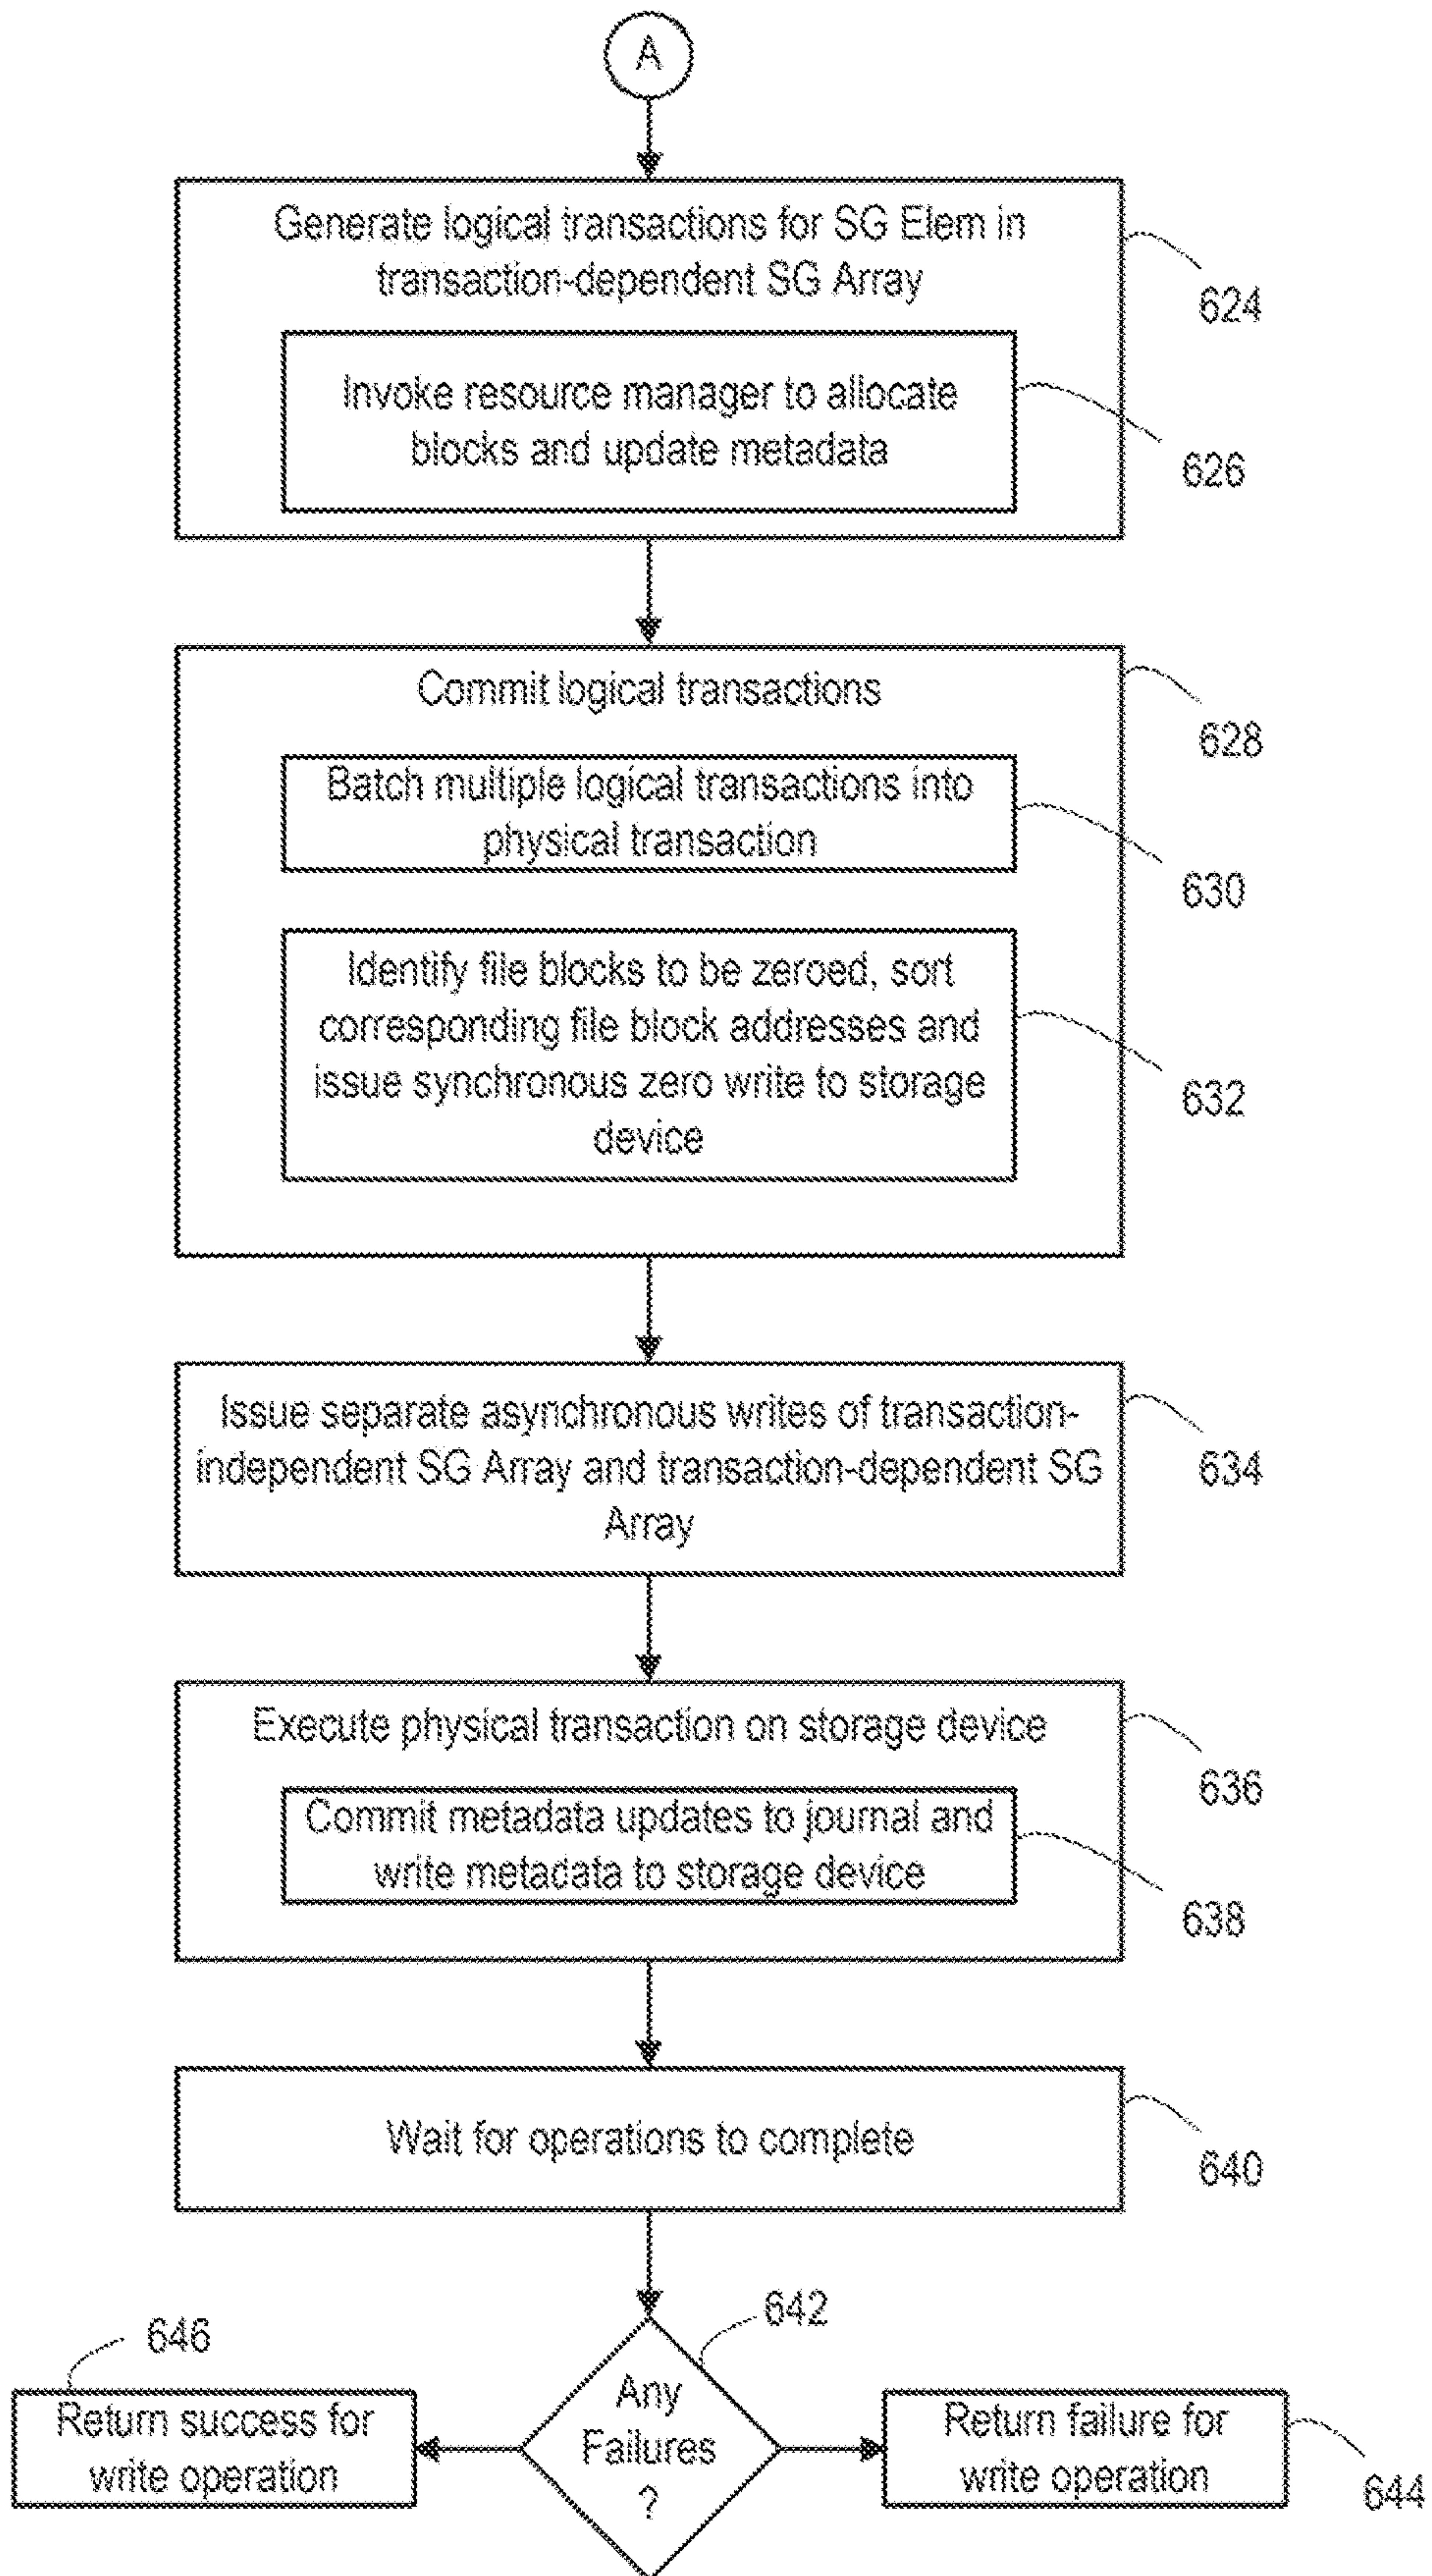 A
Generate logical transactions for SG Elem in
transaction-dependent SG Array
624
Invoke resource manager to allocate
blocks and update metadata
626
Commit logical transactions
628
Batch multiple logical transactions into
physical transaction
630
Identify file blocks to be zeroed, sort
corresponding file block addresses and
issue synchronous zero write to storage
device
632
Issue separate asynchronous writes of transaction-
independent SG Array and transaction-dependent SG
Array
634
Execute physical transaction on storage device
636
Commit metadata updates to journal and
write metadata to storage device
638
Wait for operations to complete
640
642
646
Any
Failures
?
Return success for
write operation
Return failure for
write operation
644